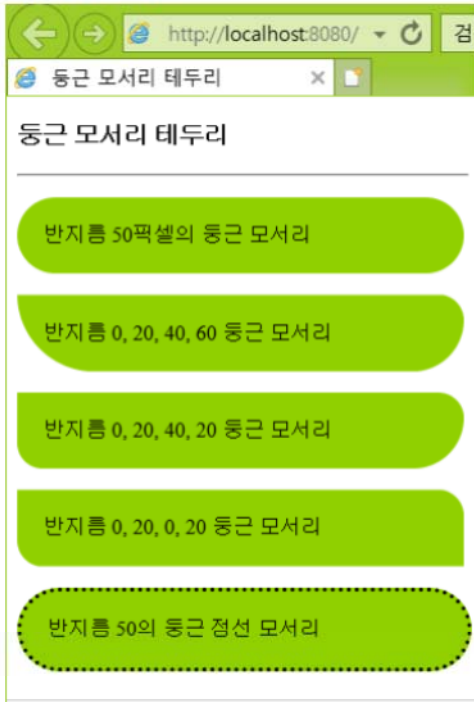 http://localhost:8080/
검
둥근 모서리 테두리
둥근 모서리 테두리
반지름 50픽셀의 둥근 모서리
반지름 0, 20, 40, 60 둥근 모서리
반지름 0, 20, 40, 20 둥근 모서리
반지름 0, 20, 0, 20 둥근 모서리
반지름 50의 둥근 점선 모서리